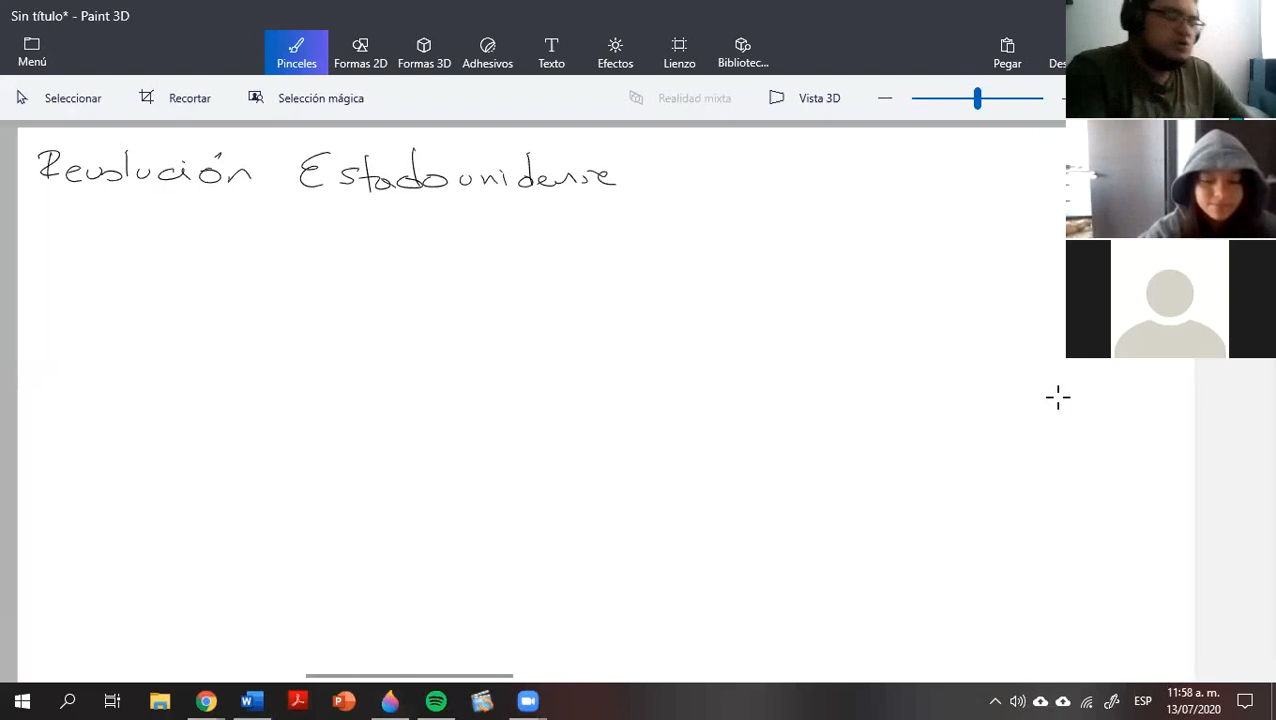 Sin título* - Paint 3D
Menú
Pinceles
Formas 2D
Formas 3D
Adhesivos
Texto
Efectos
Lienzo
Bibliotec...
Pegar
Des
Seleccionar
Recortar
Selección mágica
Realidad mixta
Vista 3D
Revolución Estadounidense
ESP
11:58 a. m.
13/07/2020